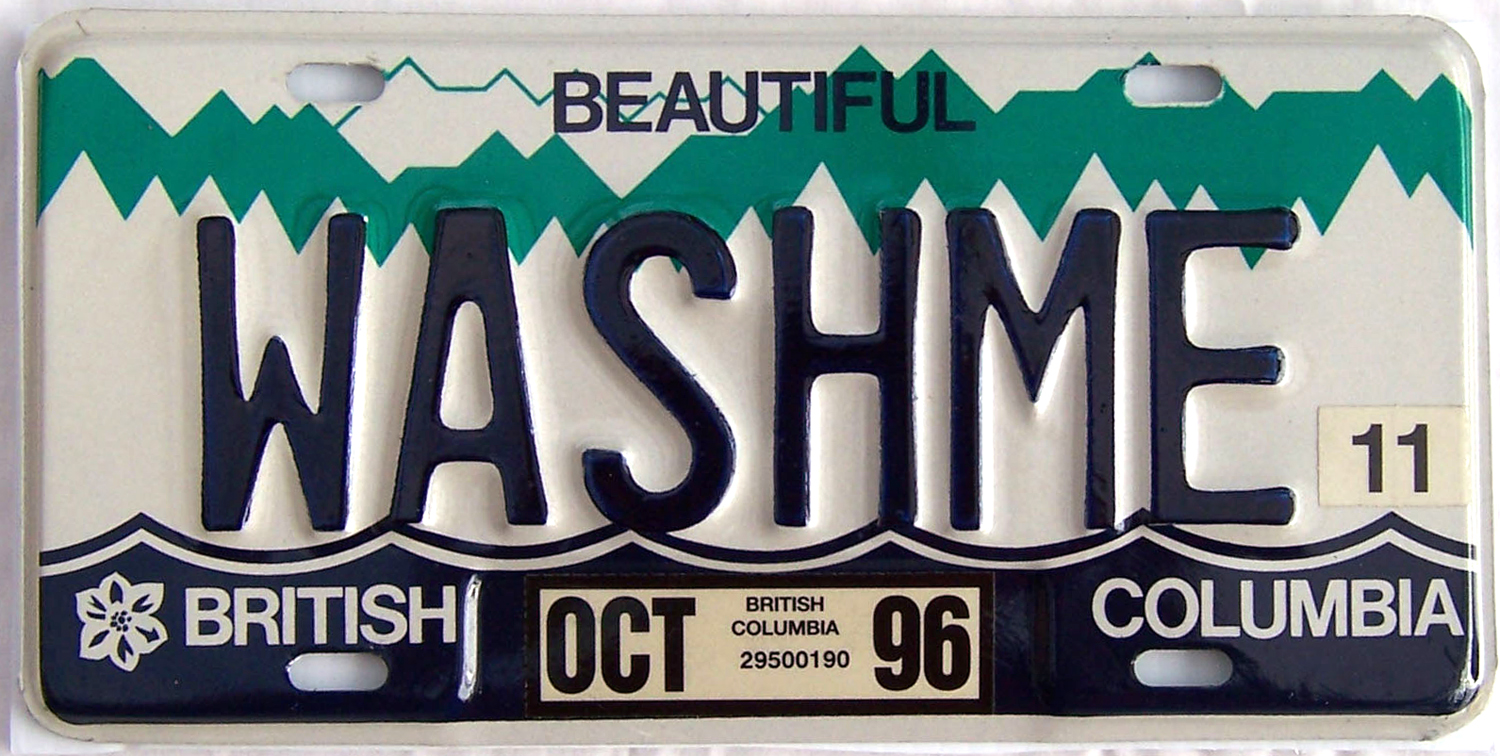 BEAUTIFUL
WASHME
11
BRITISH
OCT
BRITISH
COLUMBIA
29500190
96
COLUMBIA